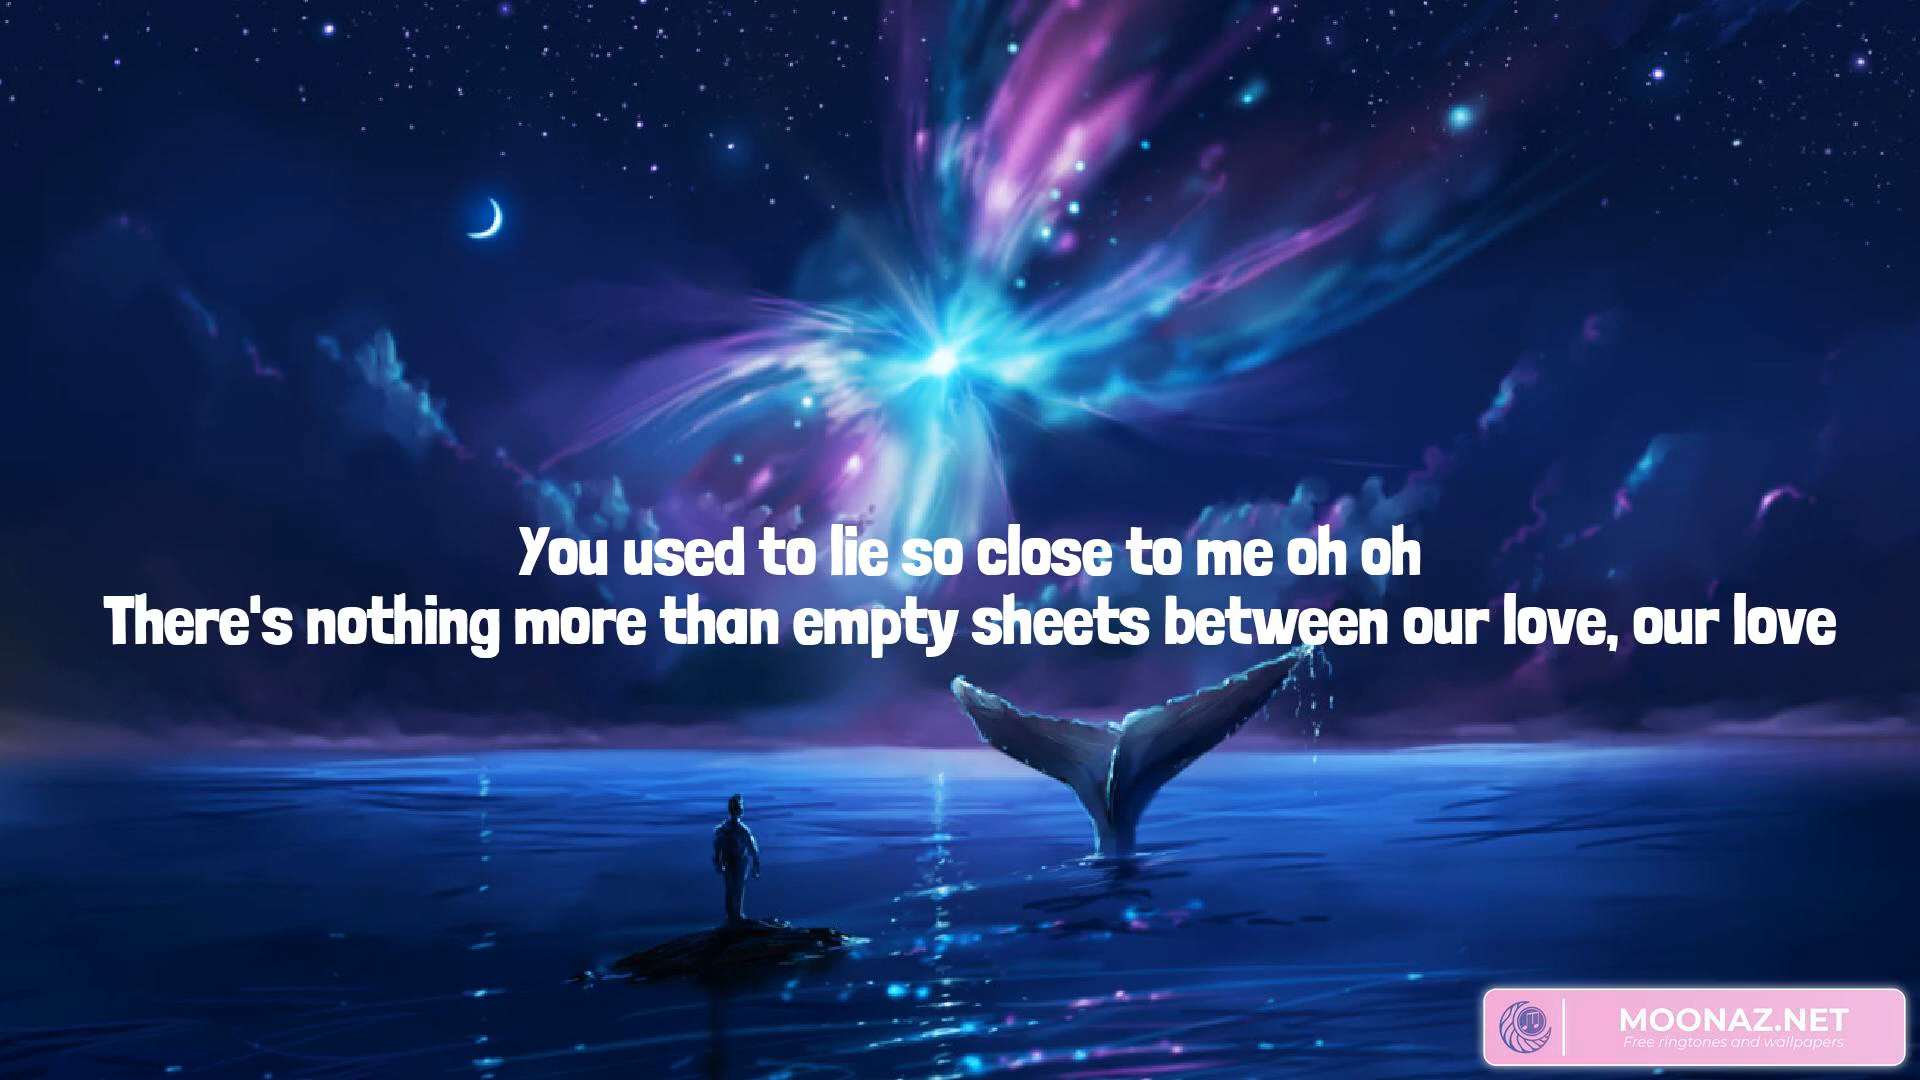 You used to lie so close to me oh oh
There's nothing more than empty sheets between our love, our love
MOONAZ.NET
Free ringtones and wallpapers